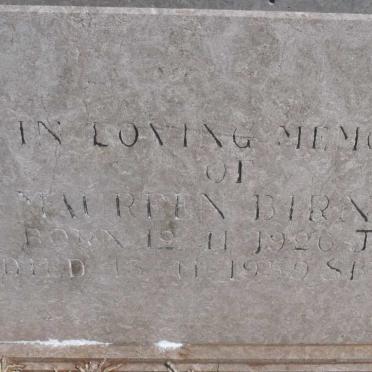 IN LOVING MEMO
OF
MAUREEN BIRN
BORN 12 11 1926
DIED